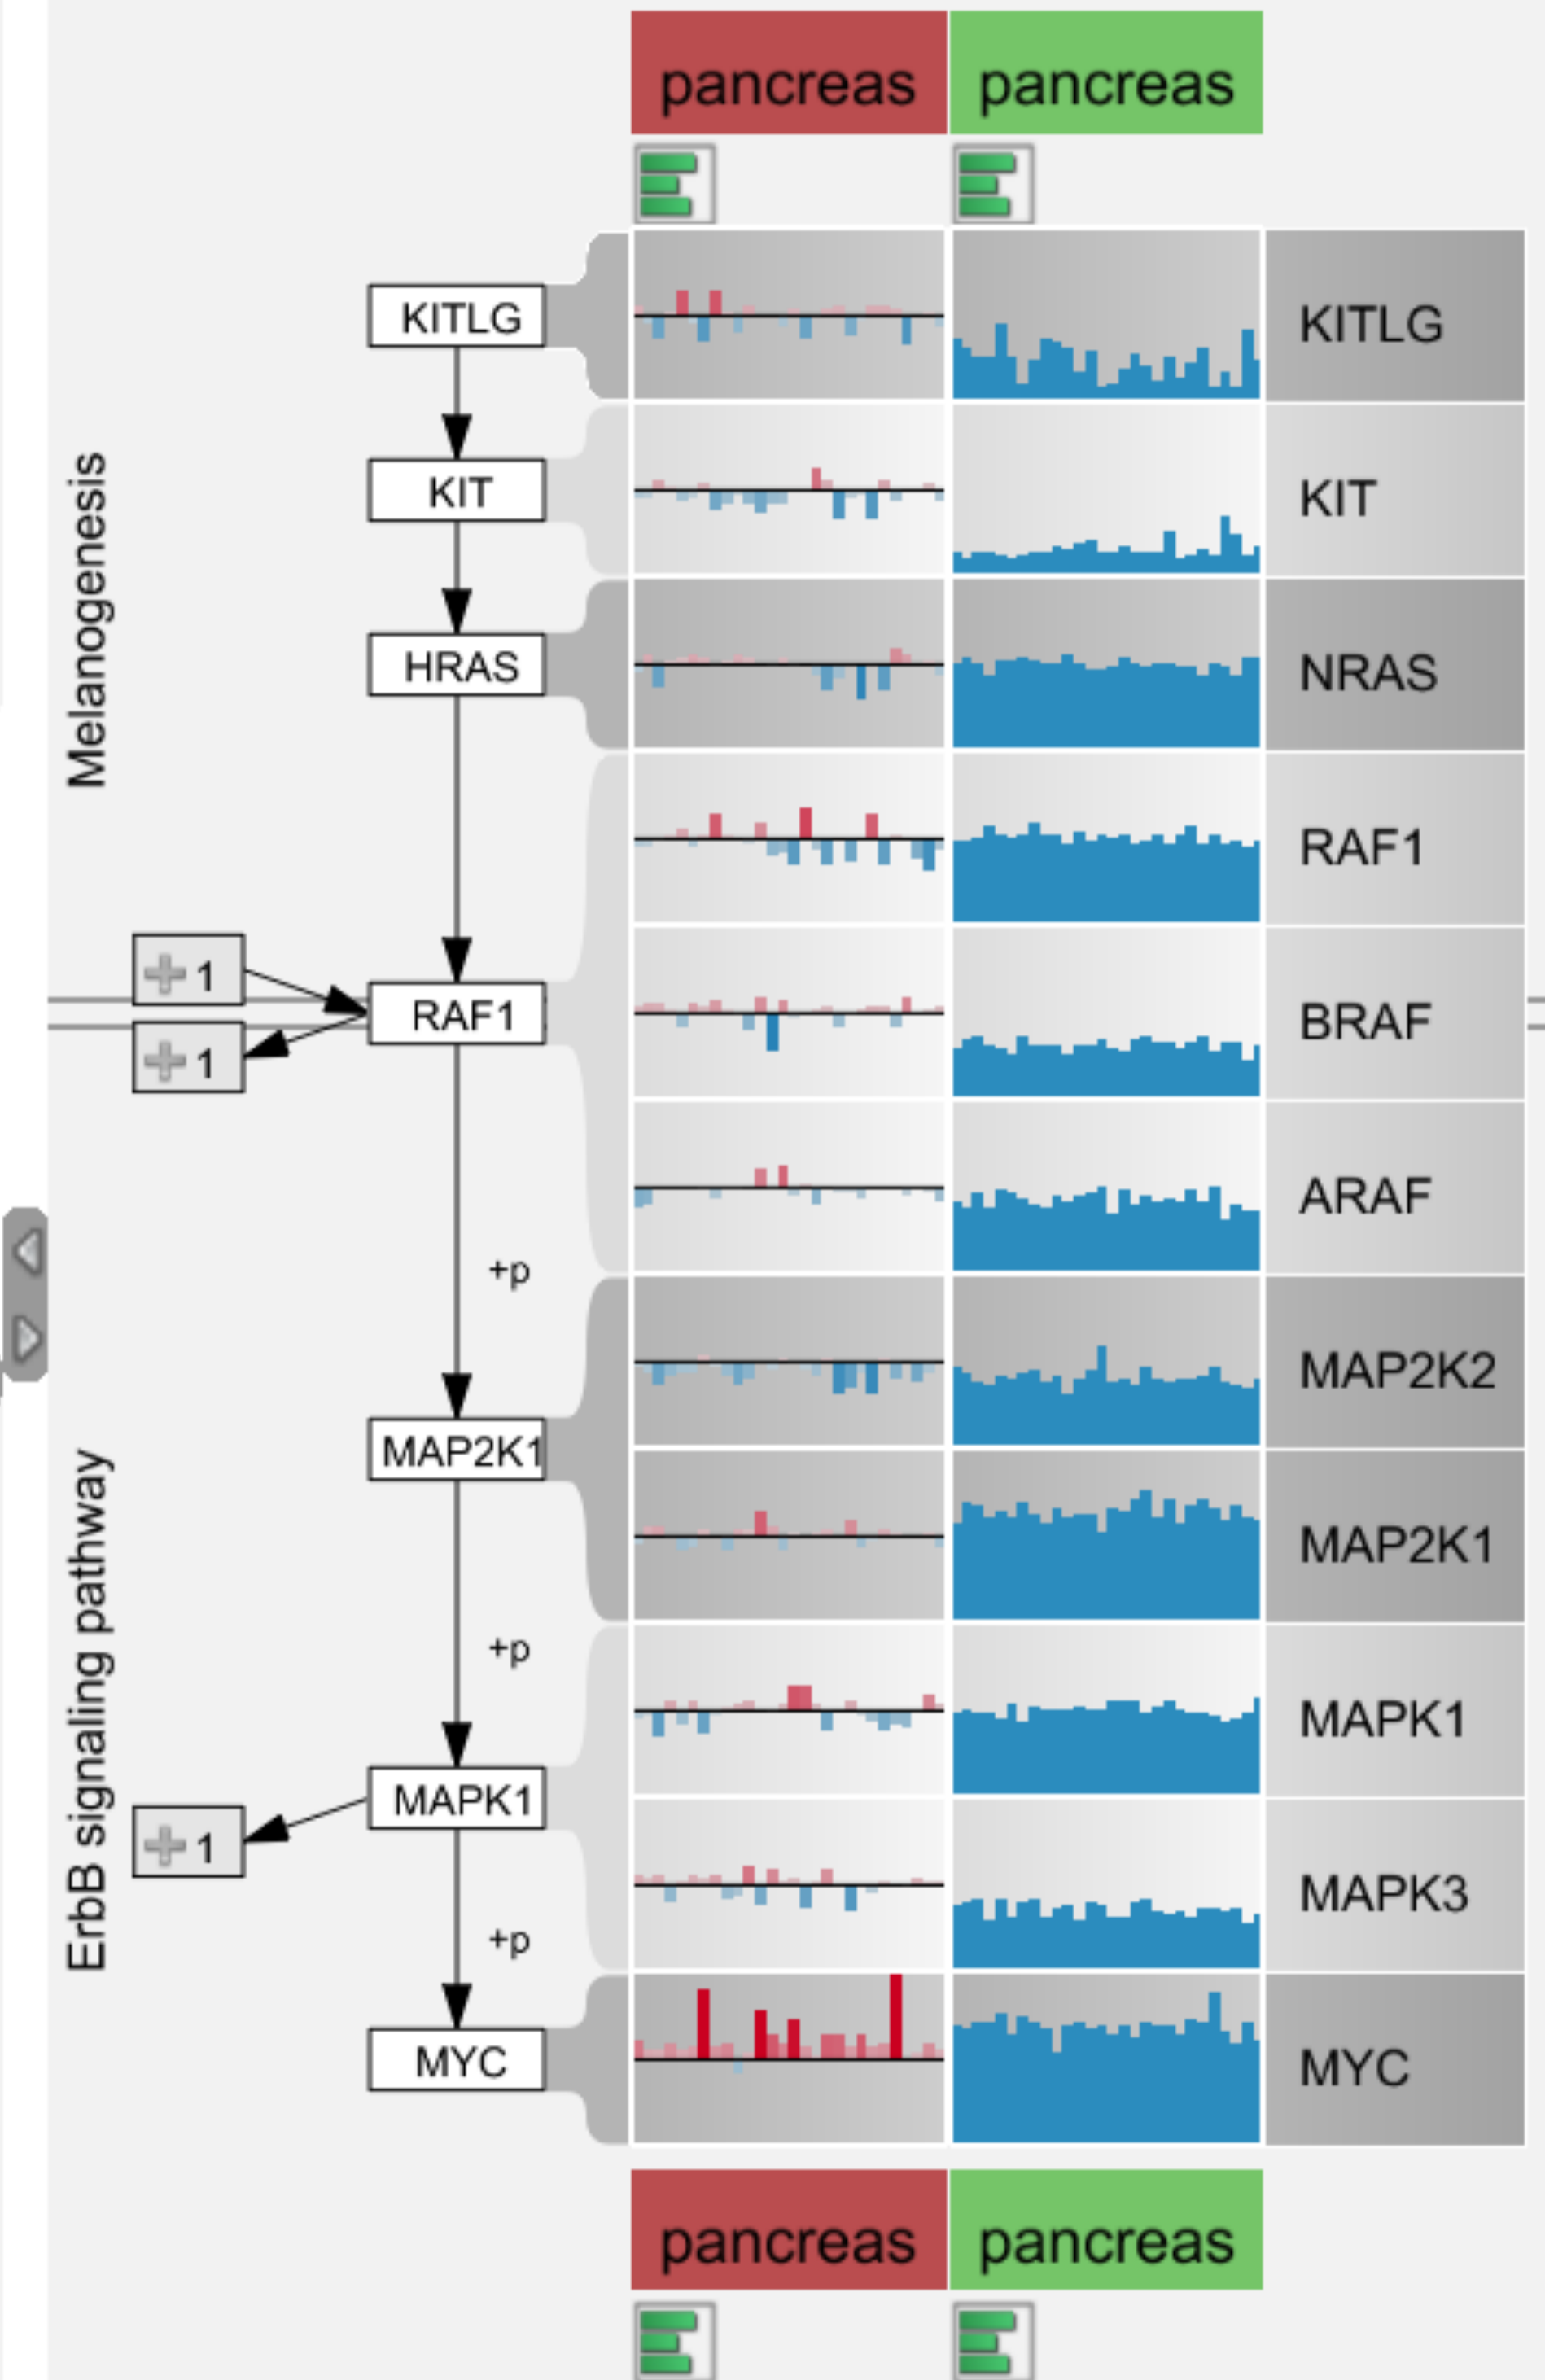 pancreas pancreas
KITLG KITLG
KIT KIT
HRAS NRAS
RAF1
+ 1
RAF1 BRAF
+ 1
ARAF
+p
MAP2K2
MAP2K1
MAP2K1
+p
MAPK1
MAPK1
+ 1
MAPK3
+p
MYC MYC
pancreas pancreas
Melanogenesis
ErbB signaling pathway